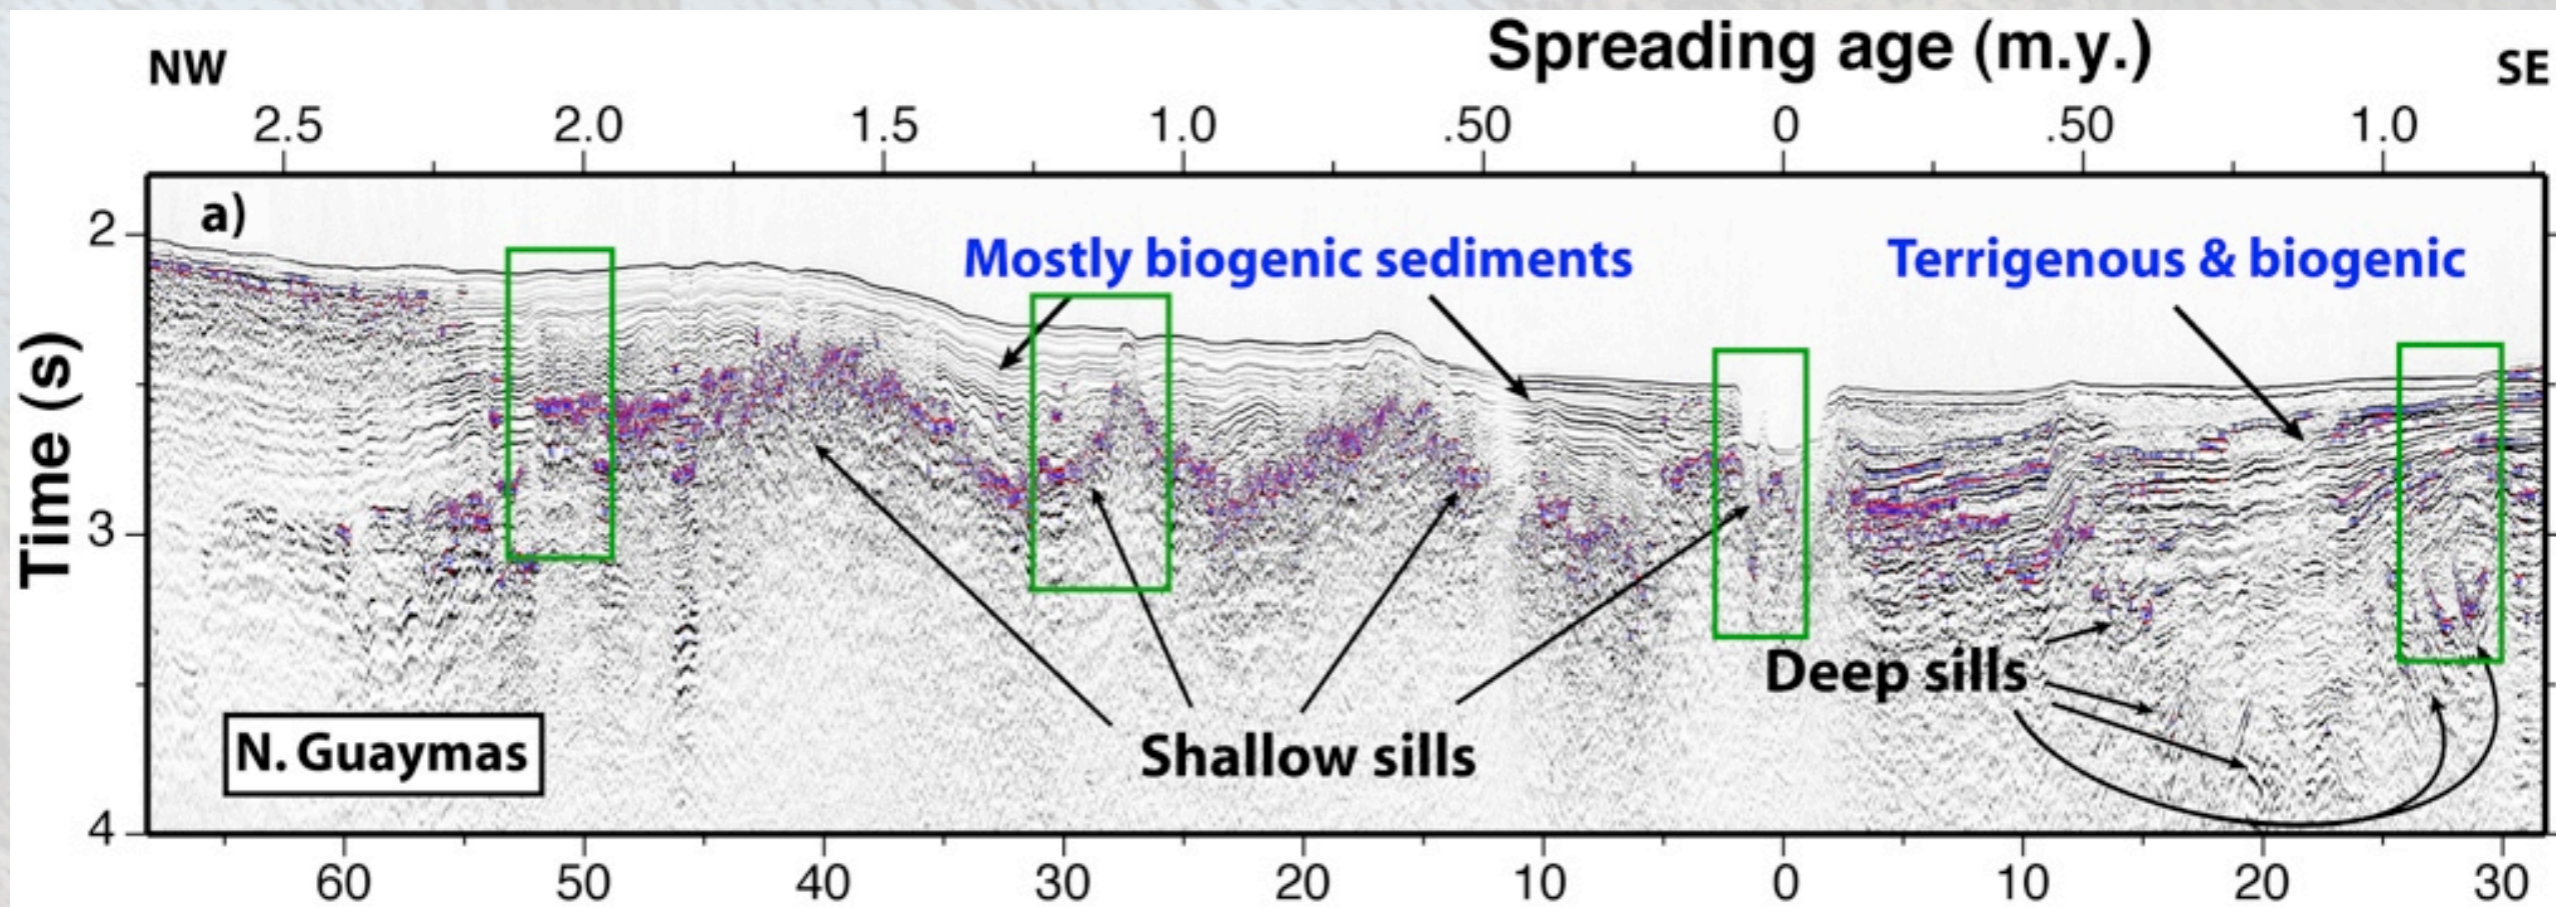 Spreading age (m.y.)
NW
SE
2.5 2.0 1.5 1.0 .50 0 .50 1.0
a)
2
Mostly biogenic sediments
Terrigenous & biogenic
Time (s)
3
Deep sills
N. Guaymas
Shallow sills
4
60 50 40 30 20 10 0 10 20 30